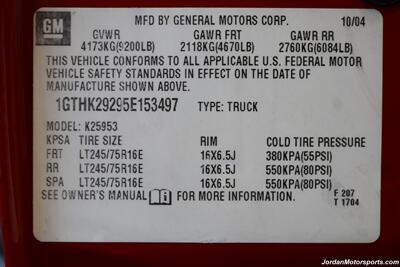 GM
MFD BY GENERAL MOTORS CORP. 10/04
GVWR GAWR FRT GAWR RR
4173KG(9200LB) 2118KG(4670LB) 2760KG(6084LB)
THIS VEHICLE CONFORMS TO ALL APPLICABLE U.S. FEDERAL MOTOR
VEHICLE SAFETY STANDARDS IN EFFECT ON THE DATE OF
MANUFACTURE SHOWN ABOVE.
1GTHK29295E153497 TYPE: TRUCK
MODEL: K25953
KPSA TIRE SIZE RIM COLD TIRE PRESSURE
FRT LT245/75R16E 16X6.5J 380KPA(55PSI)
RR LT245/75R16E 16X6.5J 550KPA(80PSI)
SPA LT245/75R16E 16X6.5J 550KPA(80PSI)
SEE OWNER'S MANUAL FOR MORE INFORMATION.
F 207
T 1704
JordanMotorsports.com